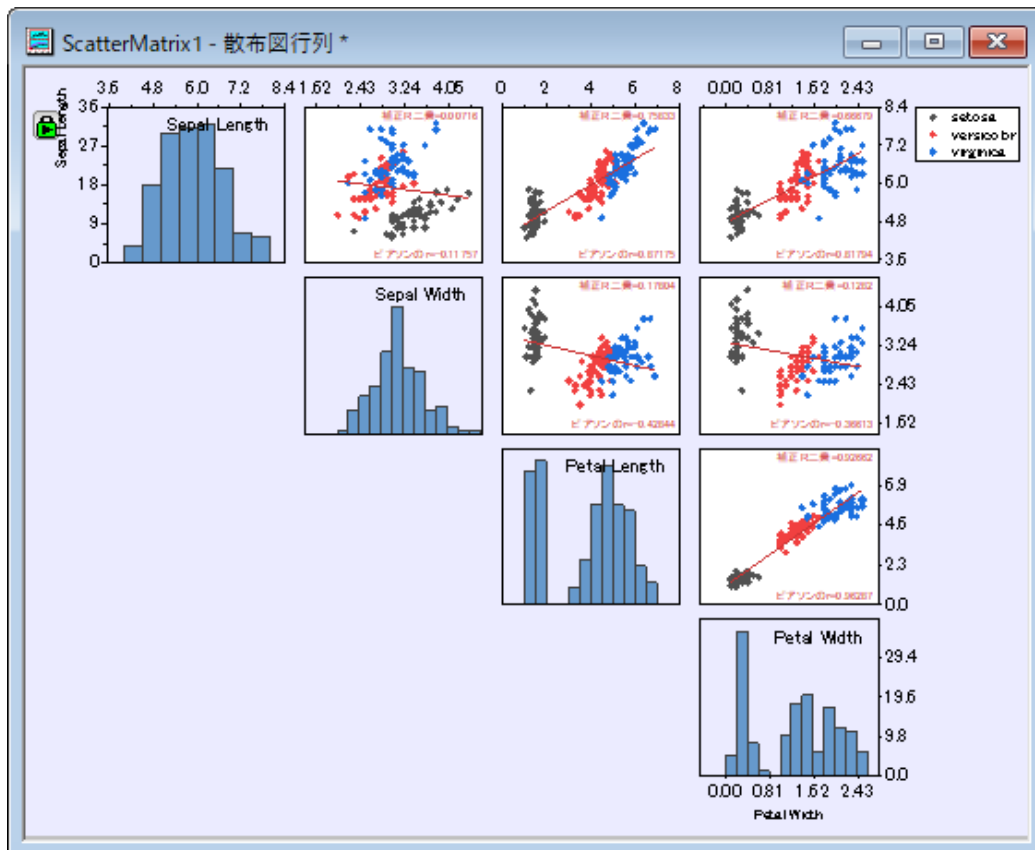 ScatterMatrix1 - 散布図行列 *
3.6 4.8 6.0 7.2 8.4 1.62 2.43 3.24 4.05 0 2 4 6 8 0.00 0.81 1.62 2.43
Sepal Length
36
27
18
9
0
Sepal Length
補正R二乗=0.00716
ピアソンのr=-0.11757
補正R二乗=0.75833
ピアソンのr=0.87175
補正R二乗=0.66679
ピアソンのr=0.81794
8.4
7.2
6.0
4.8
3.6
setosa
versicolor
virginica
Sepal Width
補正R二乗=0.17804
ピアソンのr=-0.42844
補正R二乗=0.1282
ピアソンのr=-0.36613
4.05
3.24
2.43
1.62
Petal Length
補正R二乗=0.92662
ピアソンのr=0.96287
6.9
4.6
2.3
0.0
Petal Width
29.4
19.6
9.8
0.0
0.00 0.81 1.62 2.43
Petal Width